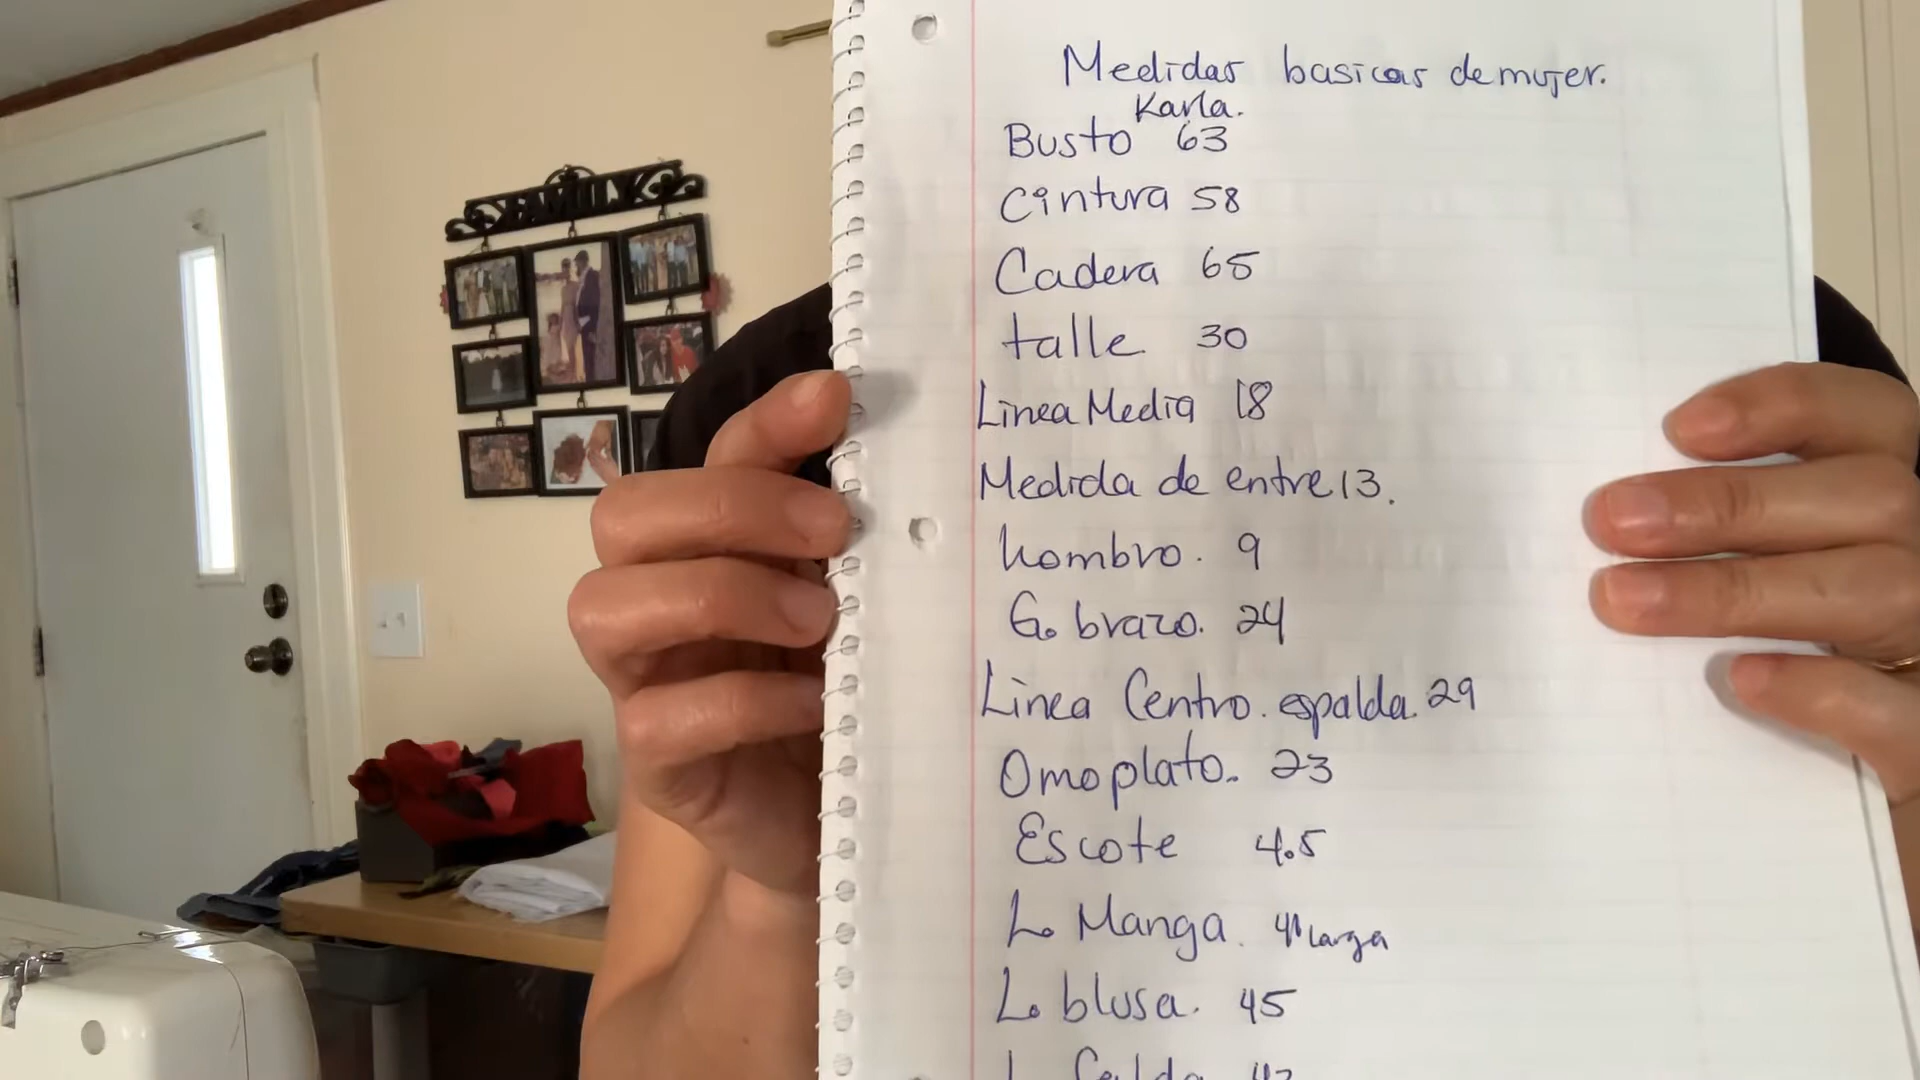 FAMILY
Medidas basicas de mujer.
Karla.
Busto 63
Cintura 58
Cadera 65
talle 30
Linea Media 18
Medida de entre 13.
hombro. 9
G. brazo. 24
Linea Centro. espalda. 29
Omoplato. 23
Escote 4.5
L. Manga. 41 larga
L. blusa. 45